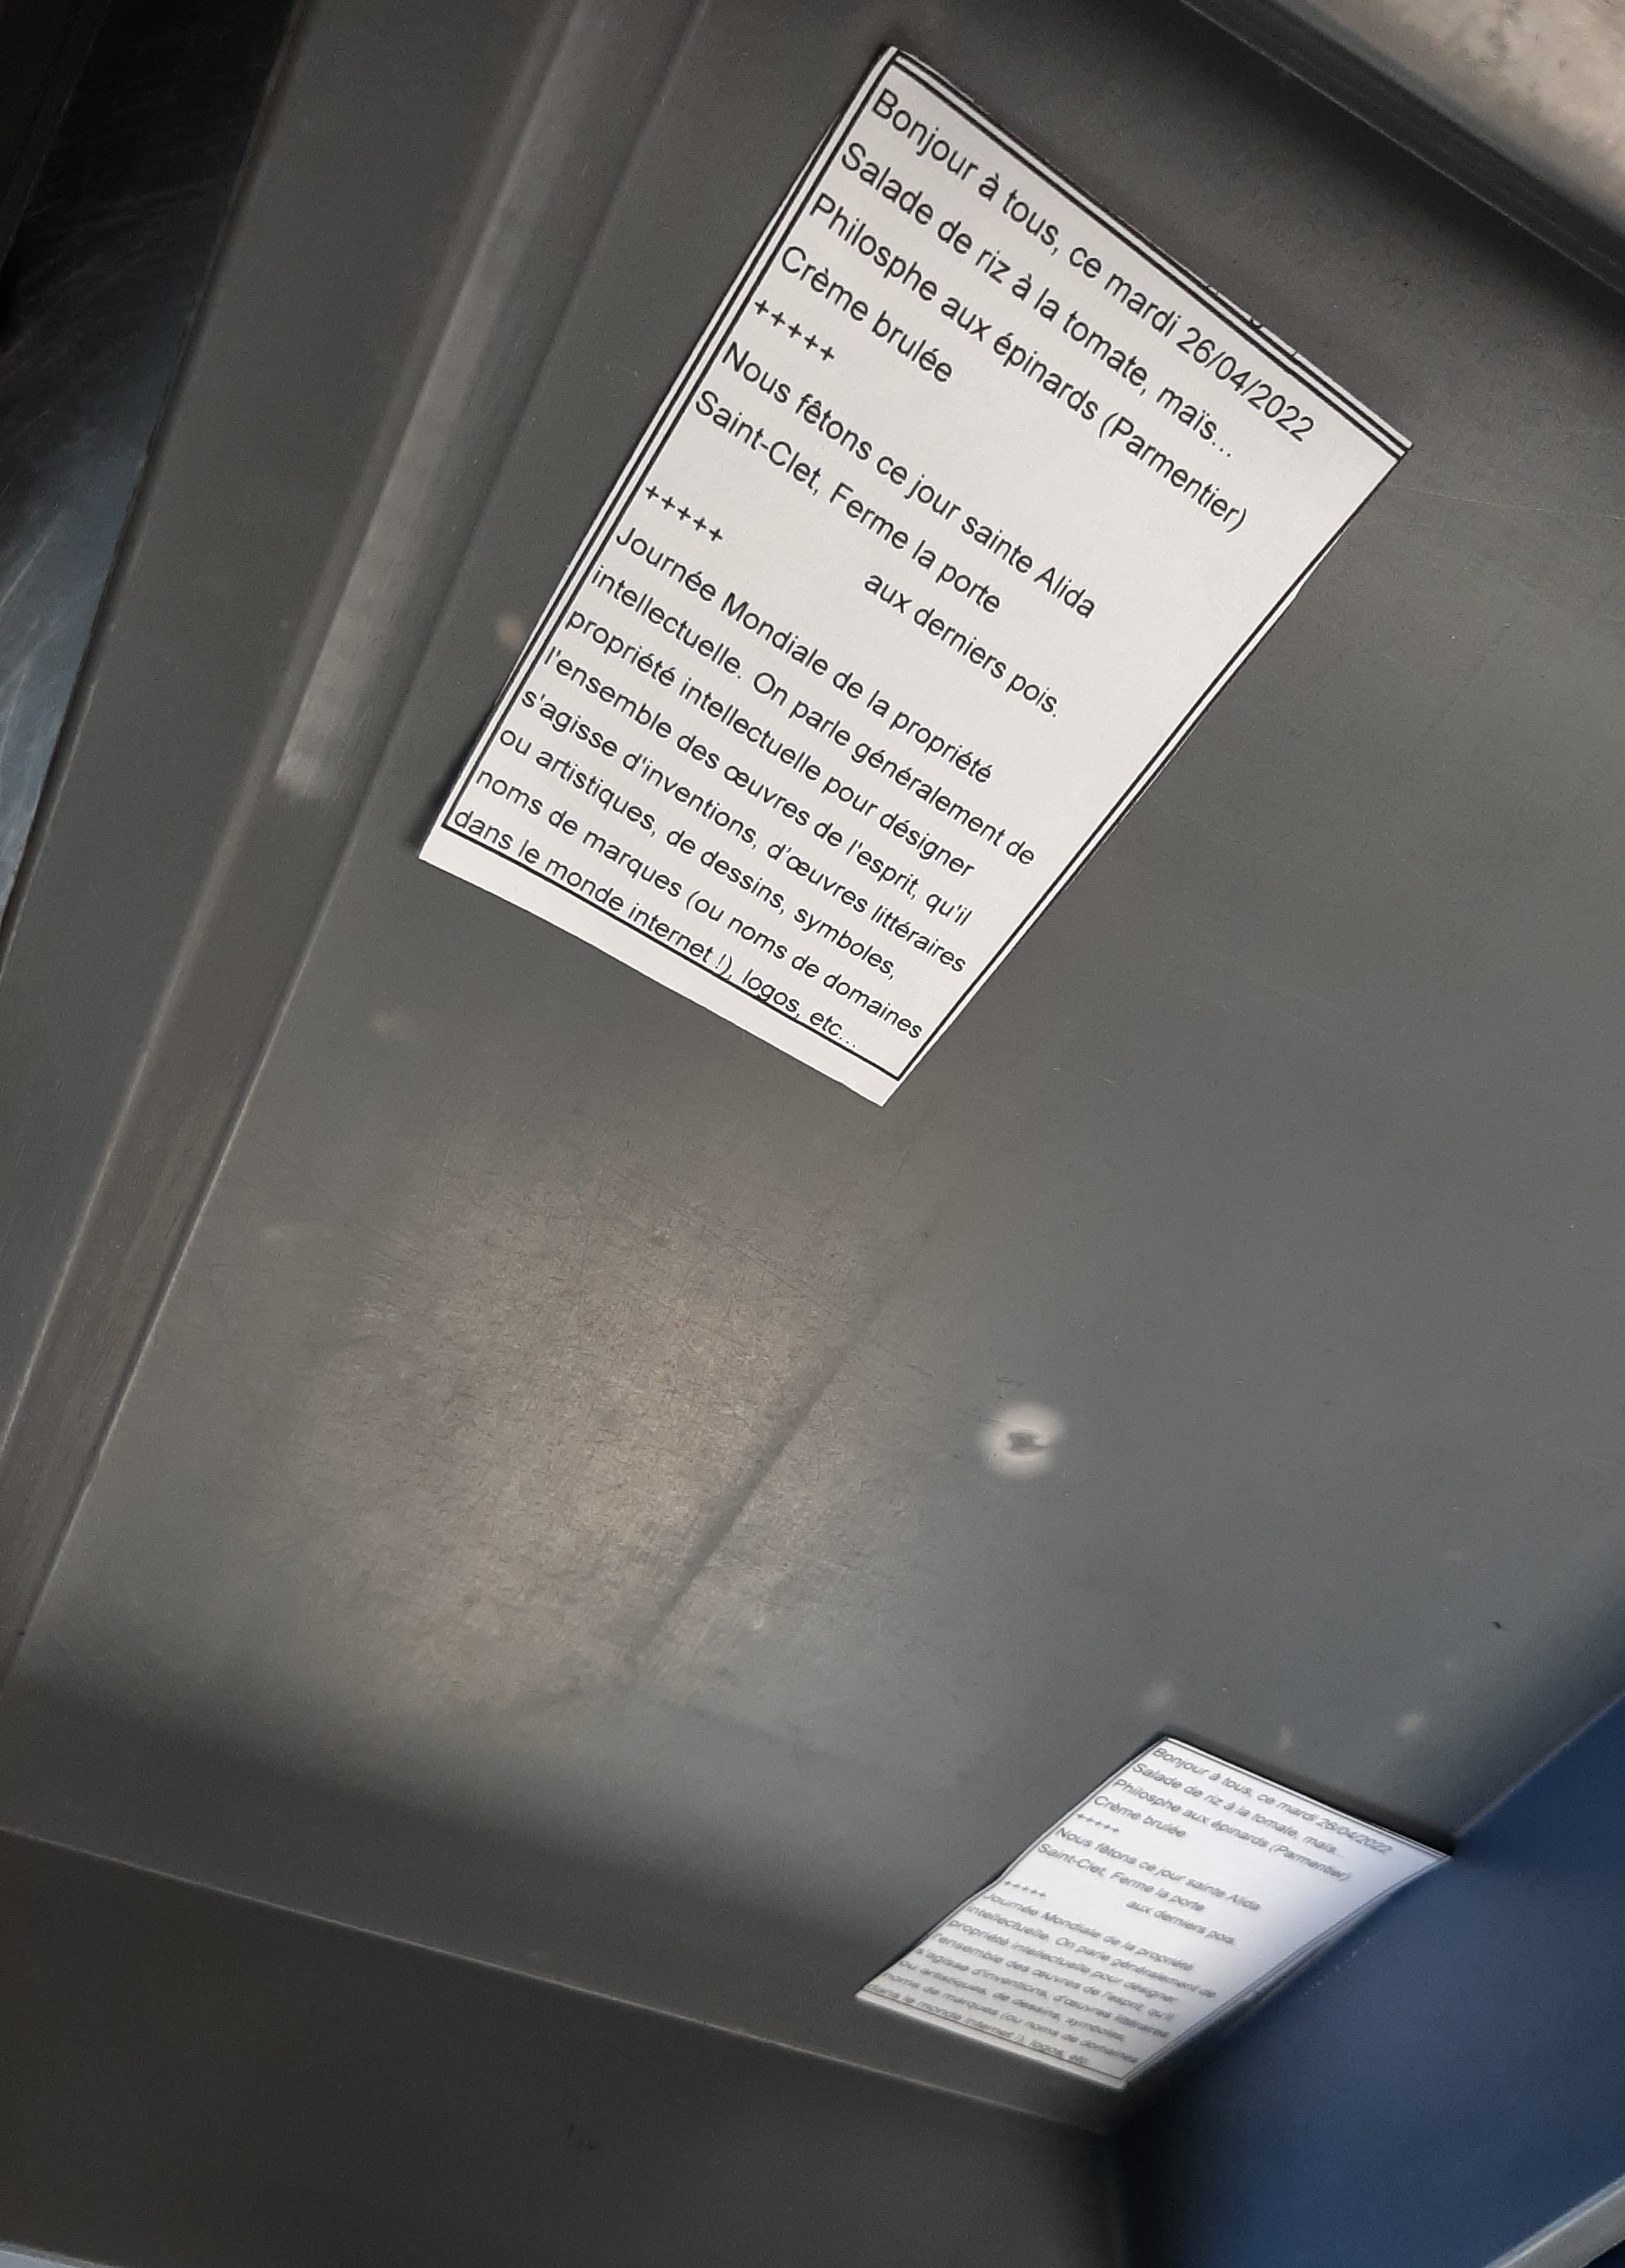 Bonjour à tous, ce mardi 26/04/2022
Salade de riz à la tomate, maïs...
Philosphe aux épinards (Parmentier)
Crème brulée
+++++
Nous fêtons ce jour sainte Alida
Saint-Clet, Ferme la porte
aux derniers pois.
+++++
Journée Mondiale de la propriété
intellectuelle. On parle généralement de
propriété intellectuelle pour désigner
l'ensemble des œuvres de l'esprit, qu'il
s'agisse d'inventions, d'œuvres littéraires
ou artistiques, de dessins, symboles,
noms de marques (ou noms de domaines
dans le monde internet !), logos, etc...
Bonjour à tous, ce mardi 26/04/2022
Salade de riz à la tomate, maïs...
Philosphe aux épinards (Parmentier)
Crème brulée
+++++
Nous fêtons ce jour sainte Alida
Saint-Clet, Ferme la porte
aux derniers pois.
+++++
Journée Mondiale de la propriété
intellectuelle. On parle généralement de
propriété intellectuelle pour désigner
l'ensemble des œuvres de l'esprit, qu'il
s'agisse d'inventions, d'œuvres littéraires
ou artistiques, de dessins, symboles,
noms de marques (ou noms de domaines
dans le monde internet !), logos, etc